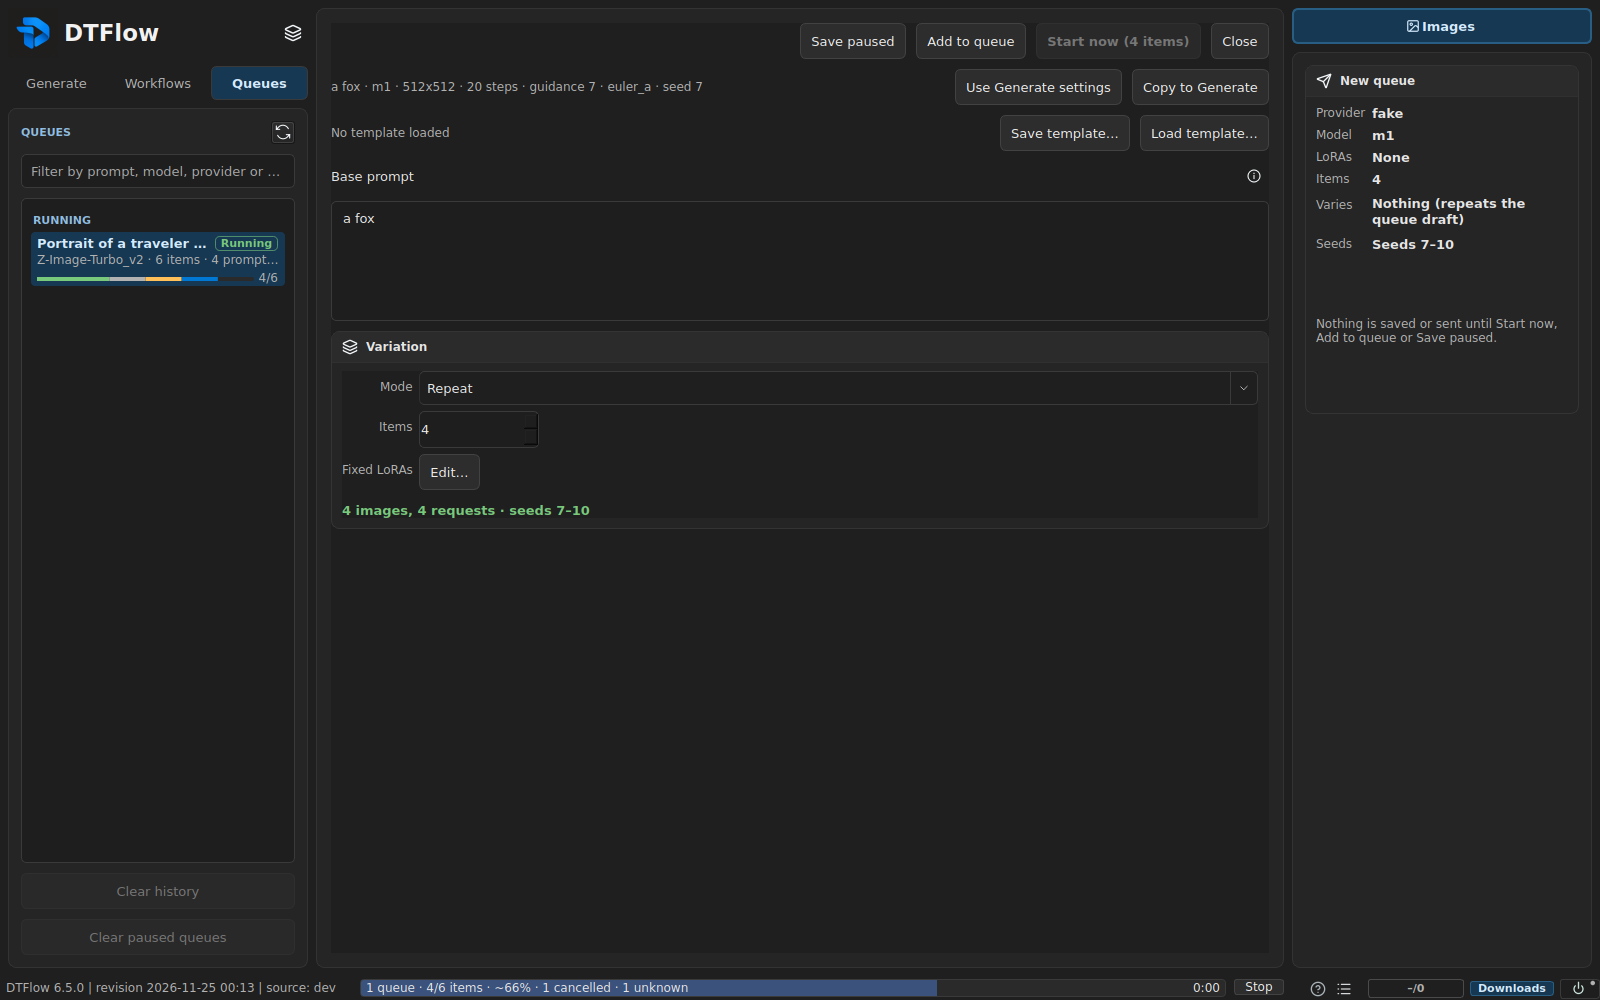 DTFlow
Generate
Workflows
Queues
QUEUES
Filter by prompt, model, provider or ...
RUNNING
Portrait of a traveler ...
Running
Z-Image-Turbo_v2 · 6 items · 4 prompt...
4/6
Clear history
Clear paused queues
Save paused
Add to queue
Start now (4 items)
Close
a fox · m1 · 512x512 · 20 steps · guidance 7 · euler_a · seed 7
Use Generate settings
Copy to Generate
No template loaded
Save template...
Load template...
Base prompt
a fox
Variation
Mode
Repeat
Items
4
Fixed LoRAs
Edit...
4 images, 4 requests · seeds 7–10
Images
New queue
Provider fake
Model m1
LoRAs None
Items 4
Varies Nothing (repeats the
queue draft)
Seeds Seeds 7–10
Nothing is saved or sent until Start now,
Add to queue or Save paused.
DTFlow 6.5.0 | revision 2026-11-25 00:13 | source: dev
1 queue · 4/6 items · ~66% · 1 cancelled · 1 unknown
0:00
Stop
–/0
Downloads